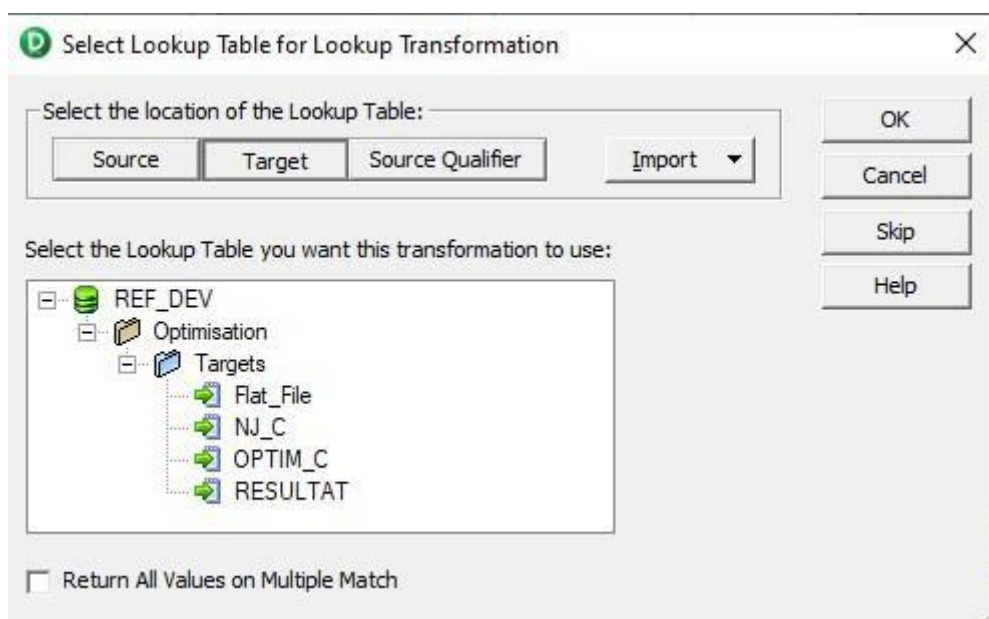 Select Lookup Table for Lookup Transformation
Select the location of the Lookup Table:
Source Target Source Qualifier Import
OK
Cancel
Skip
Help
Select the Lookup Table you want this transformation to use:
REF_DEV
Optimisation
Targets
Flat_File
NJ_C
OPTIM_C
RESULTAT
Return All Values on Multiple Match